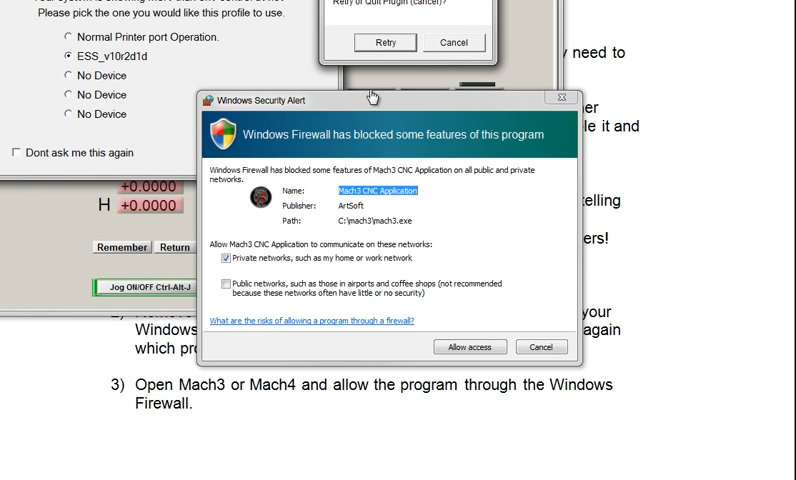 Please pick the one you would like this profile to use.
Normal Printer port Operation.
ESS_v10r2d1d
No Device
No Device
No Device
Dont ask me this again
Retry or Quit Plugin (cancel)?
Retry
Cancel
need to
le it and
Windows Security Alert
Windows Firewall has blocked some features of this program
Windows Firewall has blocked some features of Mach3 CNC Application on all public and private
networks.
Name: Mach3 CNC Application
Publisher: ArtSoft
Path: C:\mach3\mach3.exe
Allow Mach3 CNC Application to communicate on these networks:
Private networks, such as my home or work network
Public networks, such as those in airports and coffee shops (not recommended
because these networks often have little or no security)
What are the risks of allowing a program through a firewall?
Allow access
Cancel
+0.0000
H +0.0000
Remember
Return
Jog ON/OFF Ctrl-Alt-J
telling
ers!
your
Windows
again
which pro
3) Open Mach3 or Mach4 and allow the program through the Windows
Firewall.